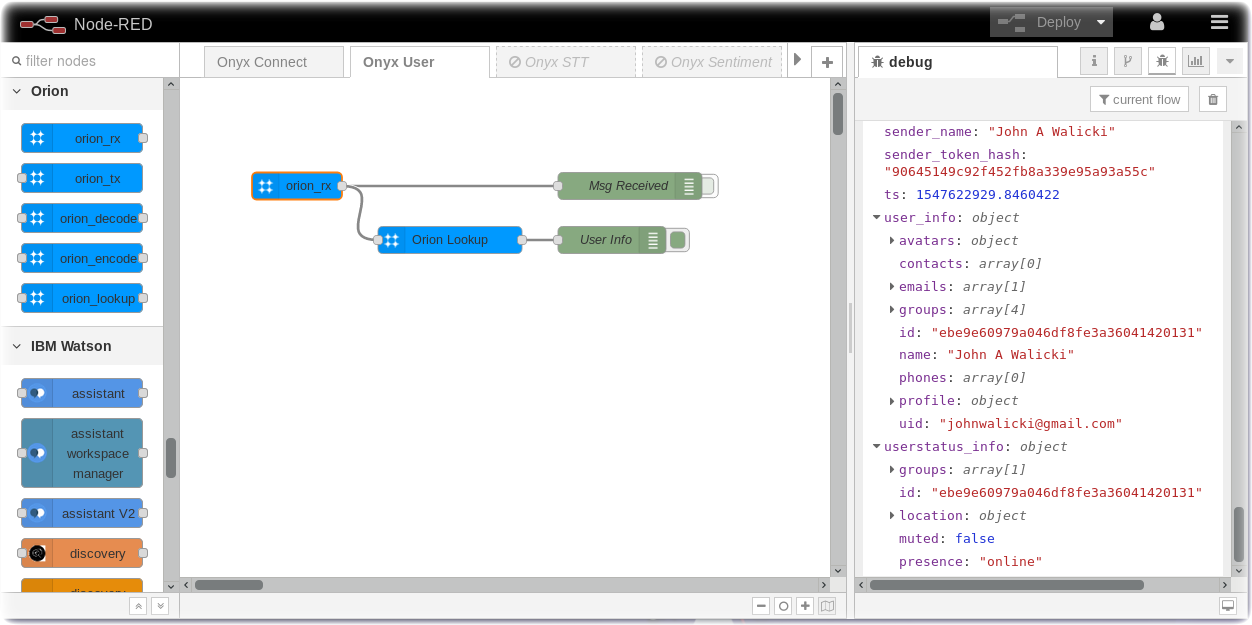 Node-RED
Deploy
filter nodes
Onyx Connect
Onyx User
Onyx STT
Onyx Sentiment
debug
current flow
Orion
orion_rx
orion_tx
orion_decode
orion_encode
orion_lookup
IBM Watson
assistant
assistant
workspace
manager
assistant V2
discovery
orion_rx
Msg Received
Orion Lookup
User Info
sender_name: "John A Walicki"
sender_token_hash:
"90645149c92f452fb8a339e95a93a55c"
ts: 1547622929.8460422
user_info: object
avatars: object
contacts: array[0]
emails: array[1]
groups: array[4]
id: "ebe9e60979a046df8fe3a36041420131"
name: "John A Walicki"
phones: array[0]
profile: object
uid: "johnwalicki@gmail.com"
userstatus_info: object
groups: array[1]
id: "ebe9e60979a046df8fe3a36041420131"
location: object
muted: false
presence: "online"